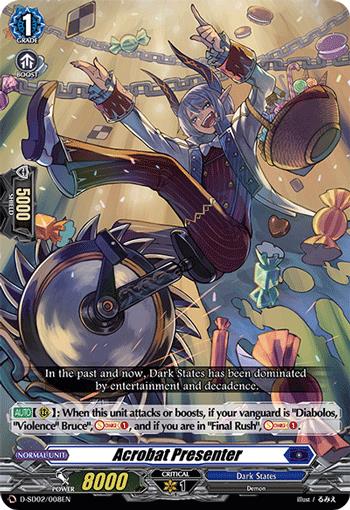 1
GRADE
BOOST
5000
SHIELD
In the past and now, Dark States has been dominated
by entertainment and decadence.
AUTO [ ]: When this unit attacks or boosts, if your vanguard is "Diabolos,
"Violence" Bruce", , and if you are in "Final Rush", .
NORMAL UNIT
Acrobat Presenter
POWER 8000
CRITICAL
1
Dark States
Demon
D-SD02/008EN
illust / るみえ